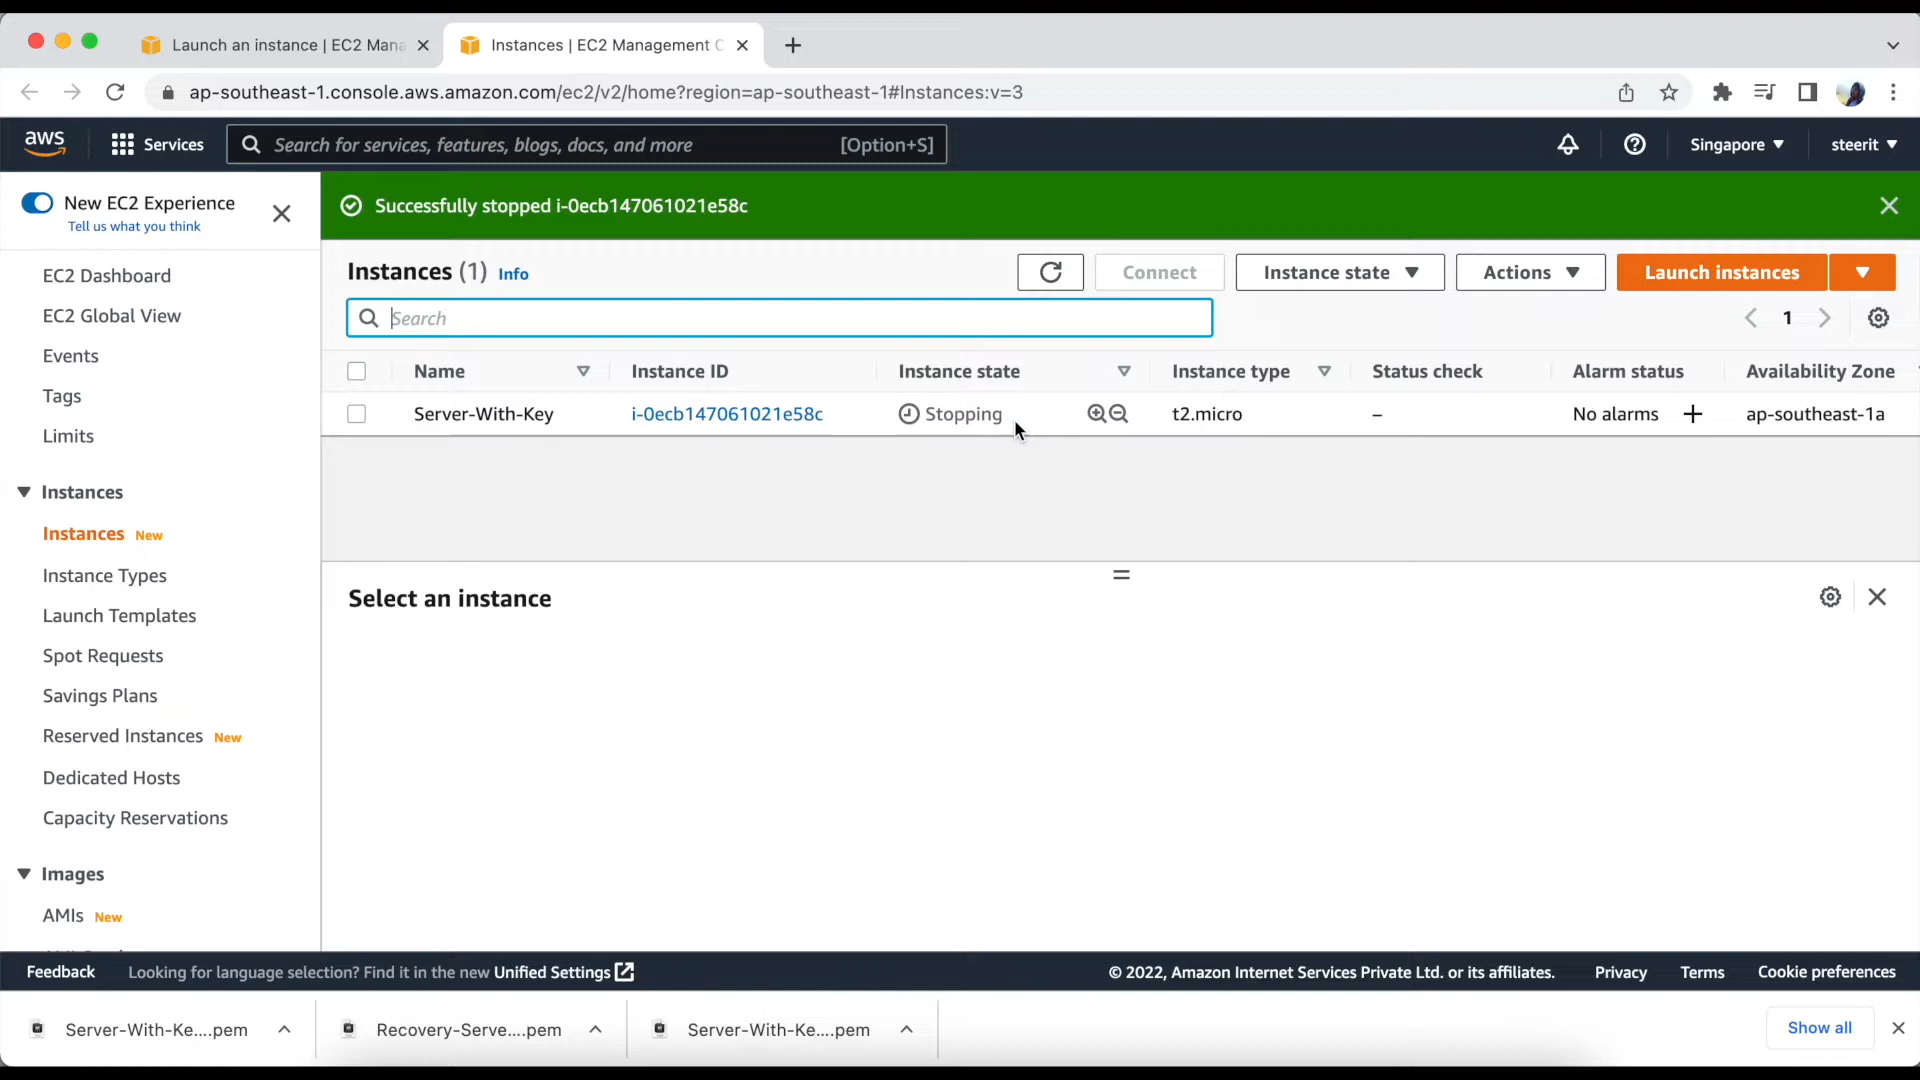 Launch an instance | EC2 Mana
Instances | EC2 Management C
ap-southeast-1.console.aws.amazon.com/ec2/v2/home?region=ap-southeast-1#Instances:v=3
aws
Services
Search for services, features, blogs, docs, and more
[Option+S]
Singapore
steerit
New EC2 Experience
Tell us what you think
Successfully stopped i-0ecb147061021e58c
EC2 Dashboard
EC2 Global View
Events
Tags
Limits
Instances
Instances New
Instance Types
Launch Templates
Spot Requests
Savings Plans
Reserved Instances New
Dedicated Hosts
Capacity Reservations
Images
AMIs New
Instances (1) Info
Connect
Instance state
Actions
Launch instances
Search
1
Name Instance ID Instance state Instance type Status check Alarm status Availability Zone
Server-With-Key i-0ecb147061021e58c Stopping t2.micro – No alarms + ap-southeast-1a
Select an instance
Feedback Looking for language selection? Find it in the new Unified Settings
© 2022, Amazon Internet Services Private Ltd. or its affiliates. Privacy Terms Cookie preferences
Server-With-Ke....pem
Recovery-Serve....pem
Server-With-Ke....pem
Show all